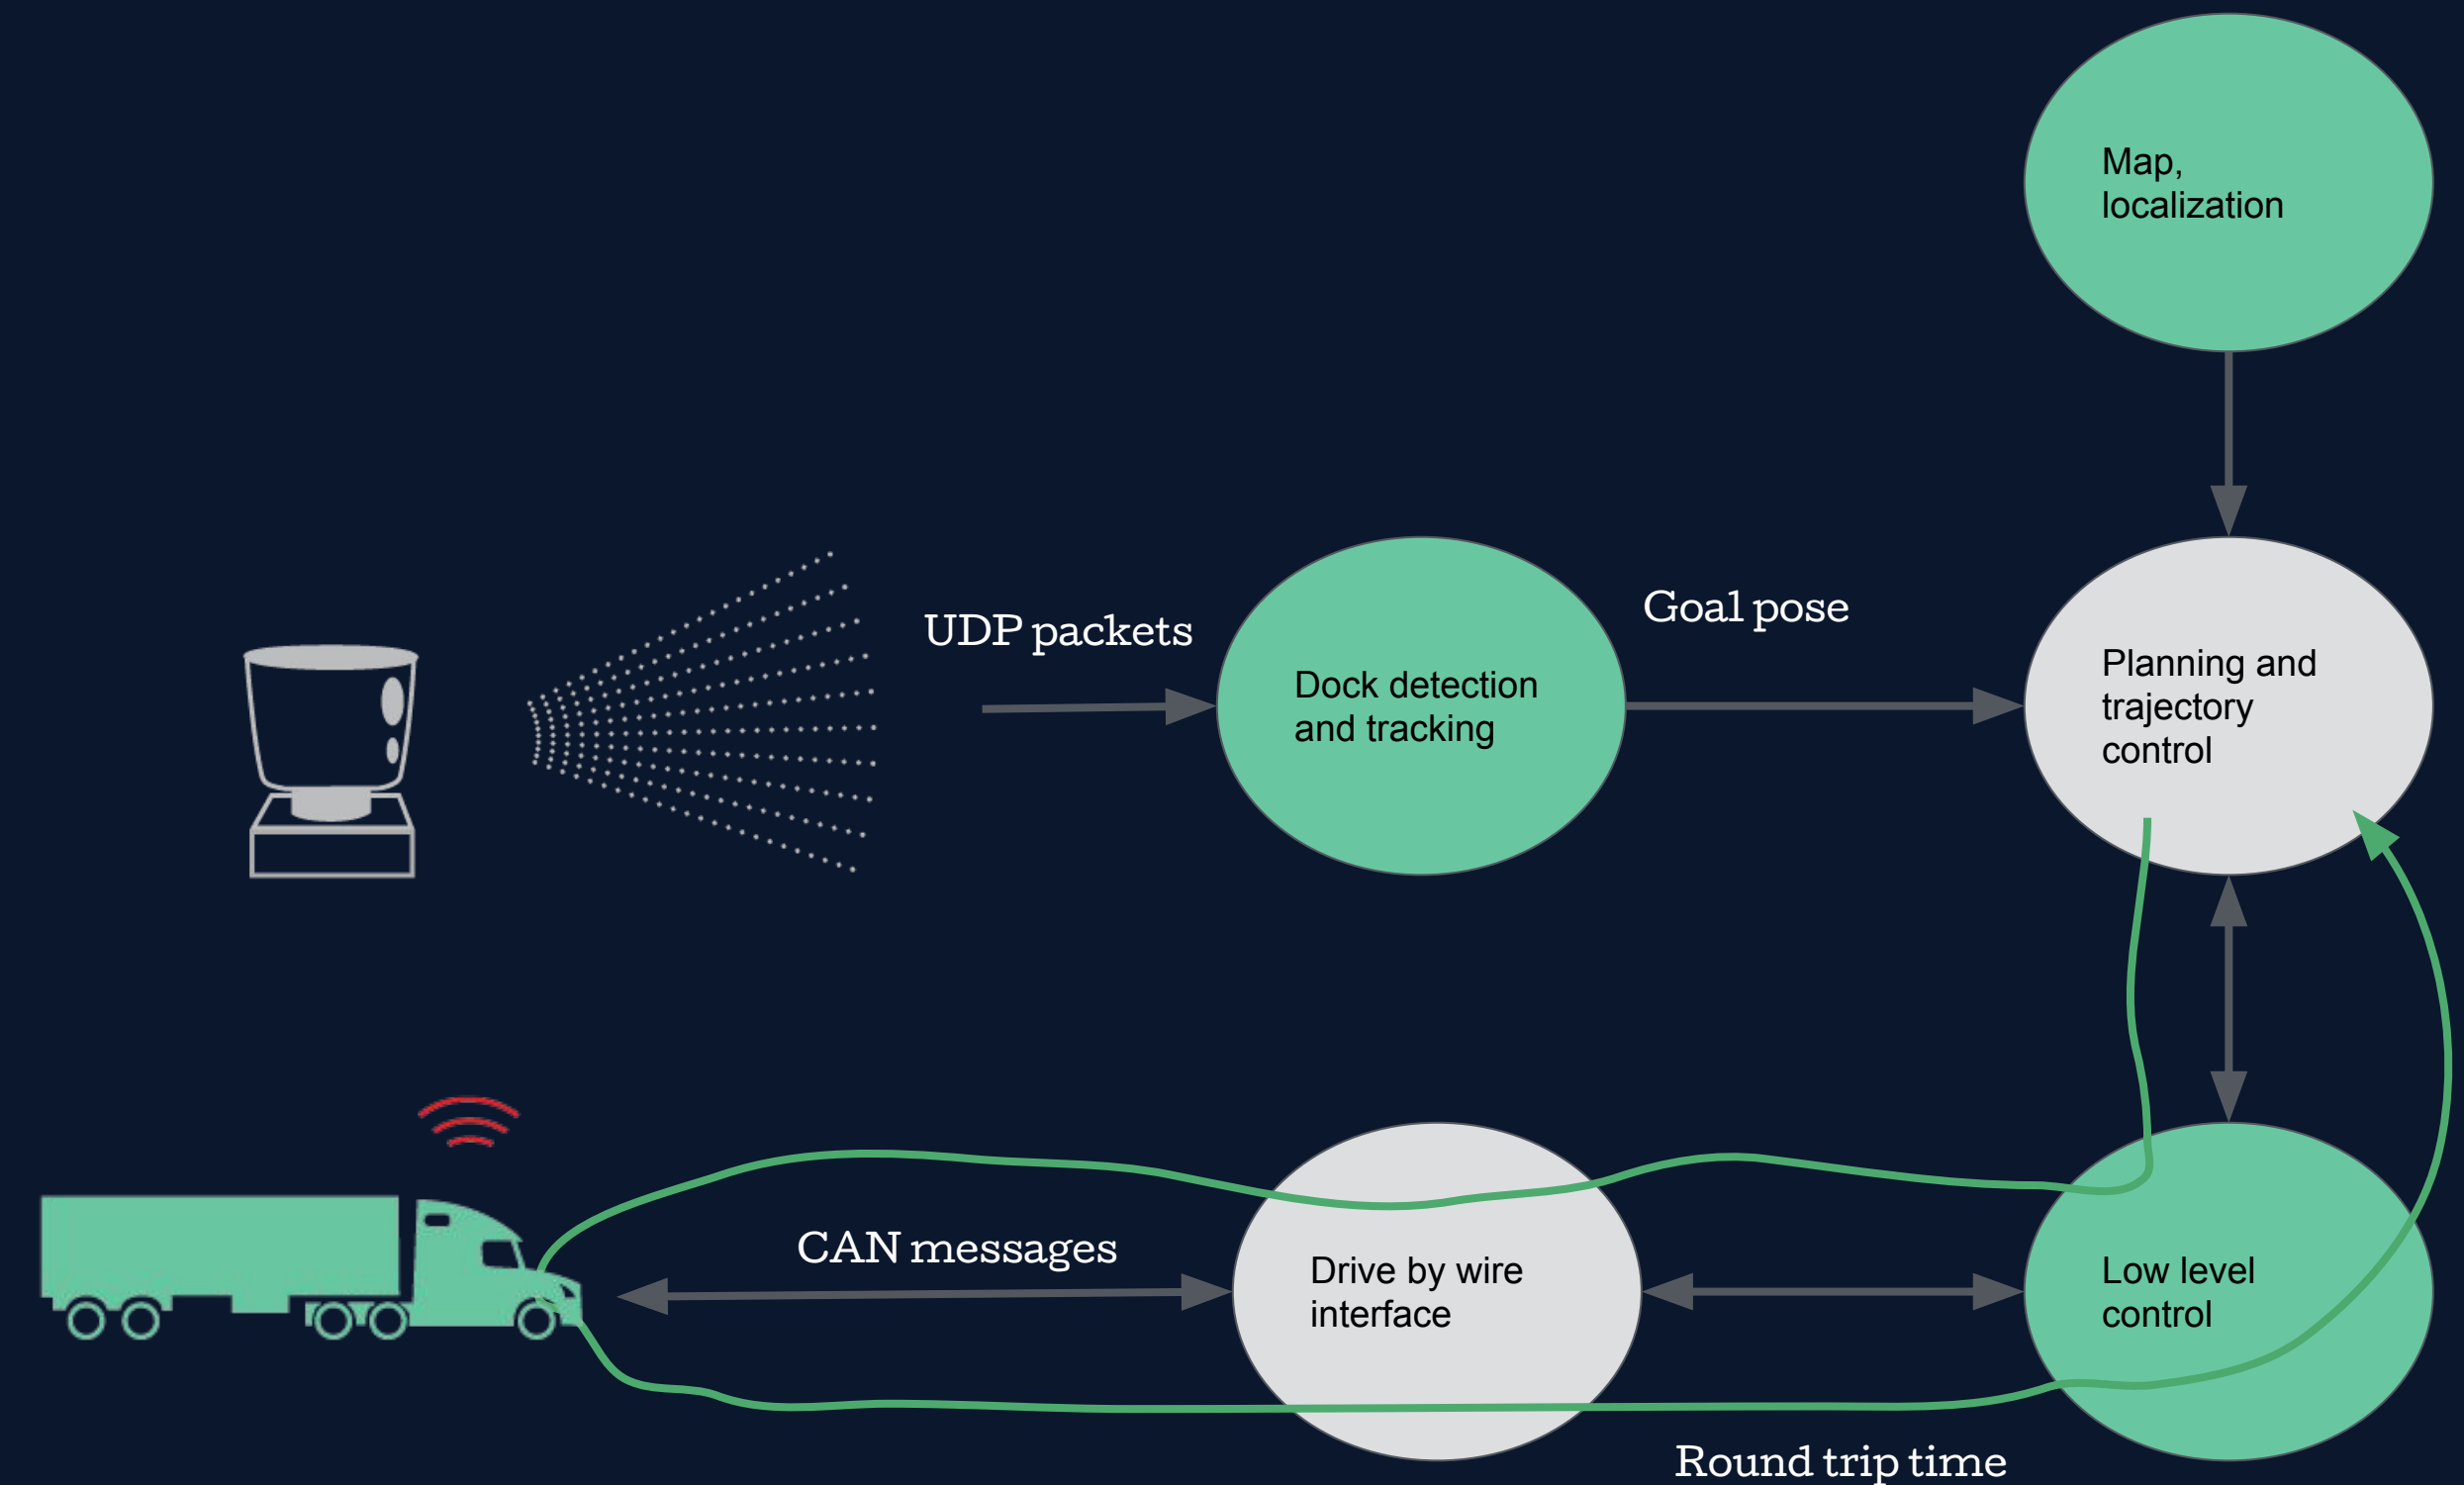 Map,
localization
UDP packets
Goal pose
Dock detection
and tracking
Planning and
trajectory
control
CAN messages
Drive by wire
interface
Low level
control
Round trip time